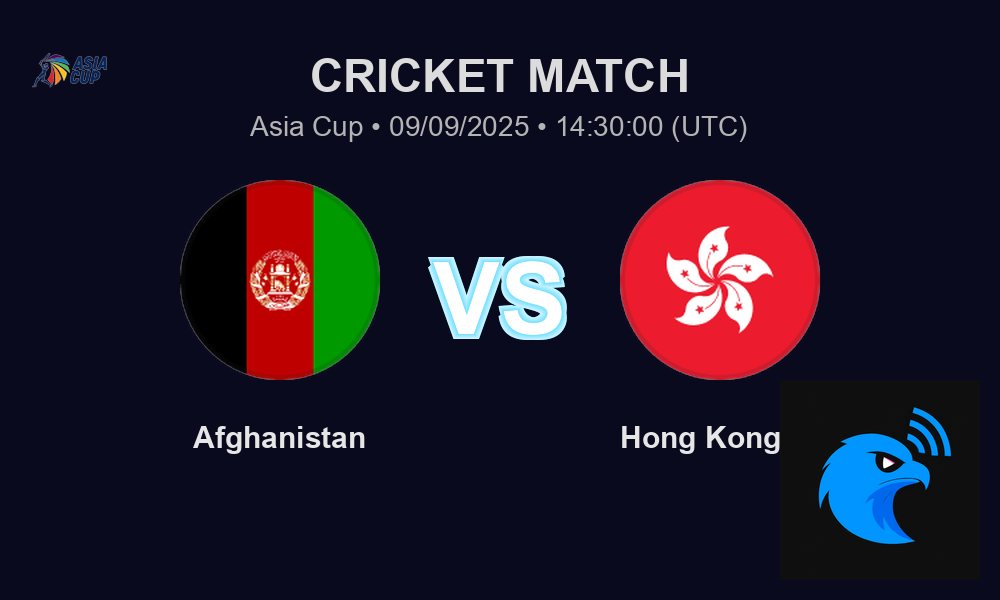 ASIA
CUP
CRICKET MATCH
Asia Cup • 09/09/2025 • 14:30:00 (UTC)
VS
Afghanistan
Hong Kong